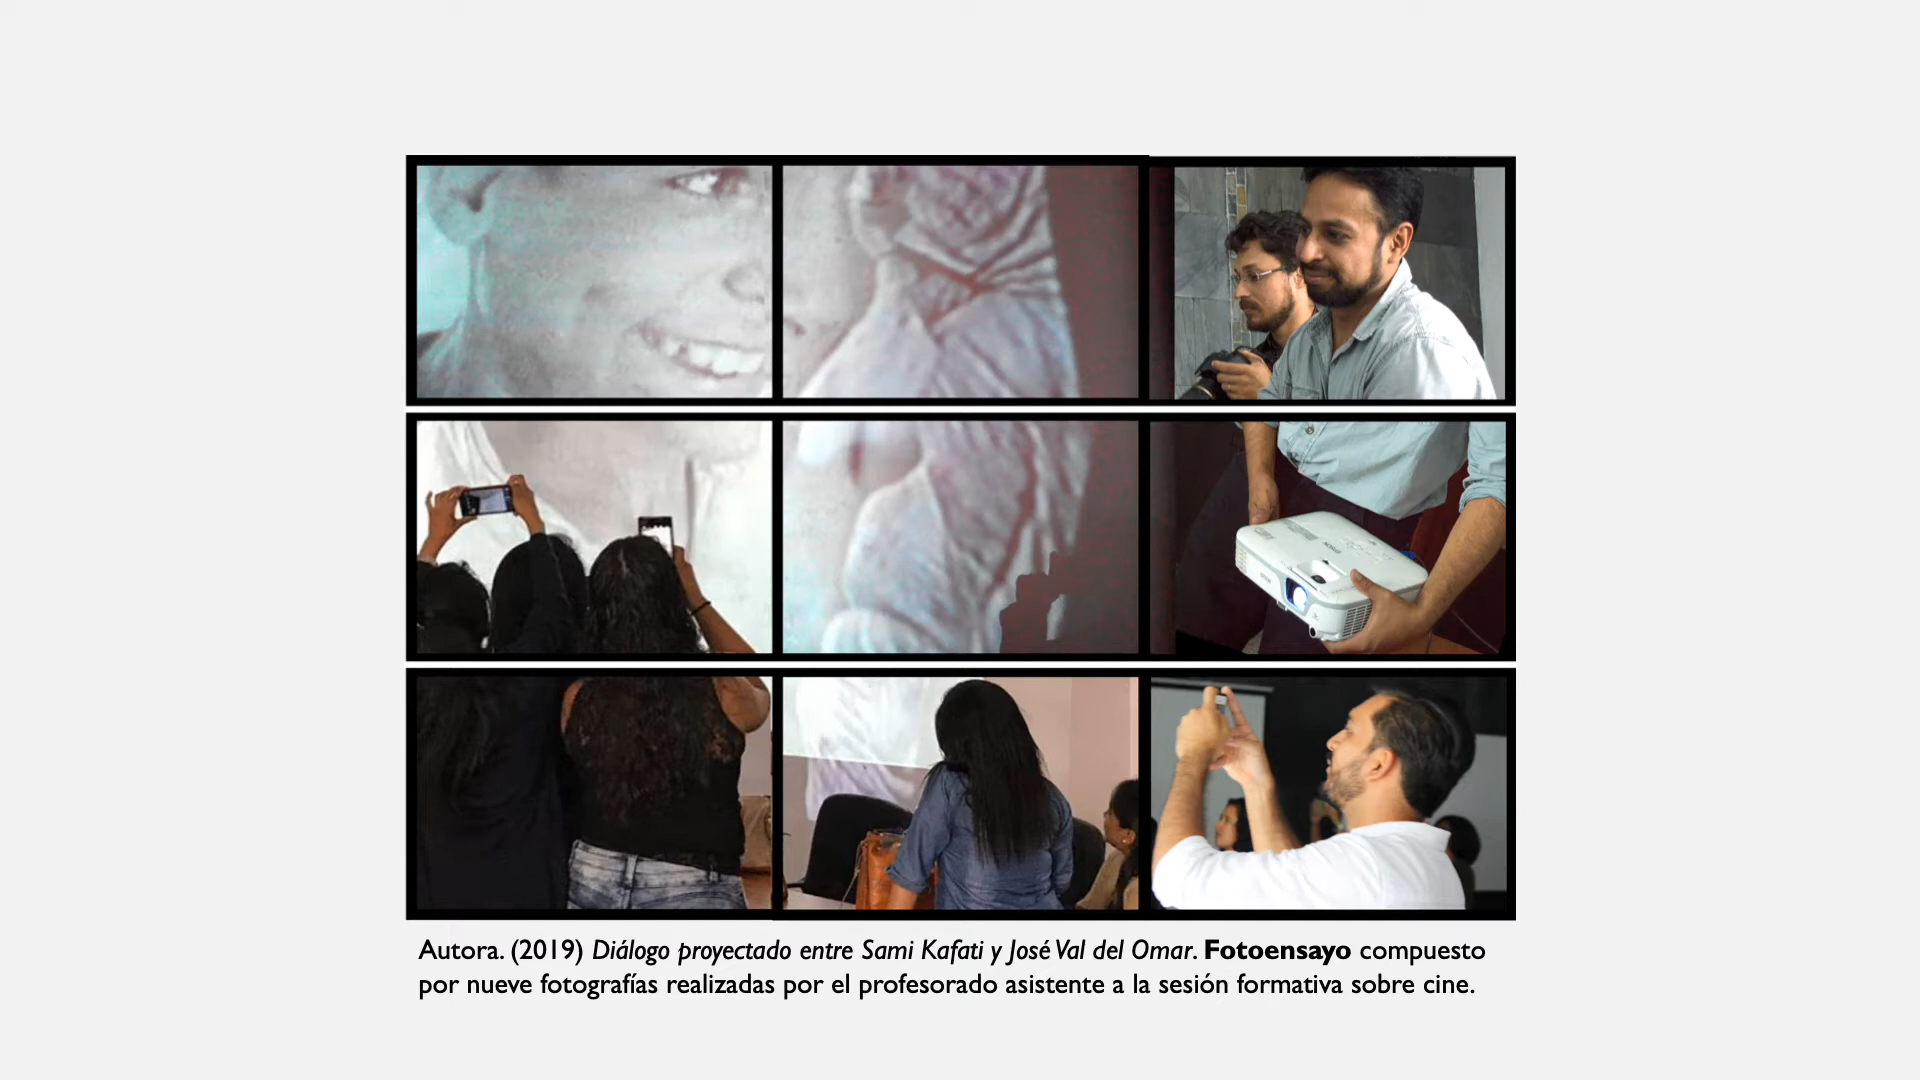 Autora. (2019) Diálogo proyectado entre Sami Kafati y José Val del Omar. Fotoensayo compuesto
por nueve fotografías realizadas por el profesorado asistente a la sesión formativa sobre cine.